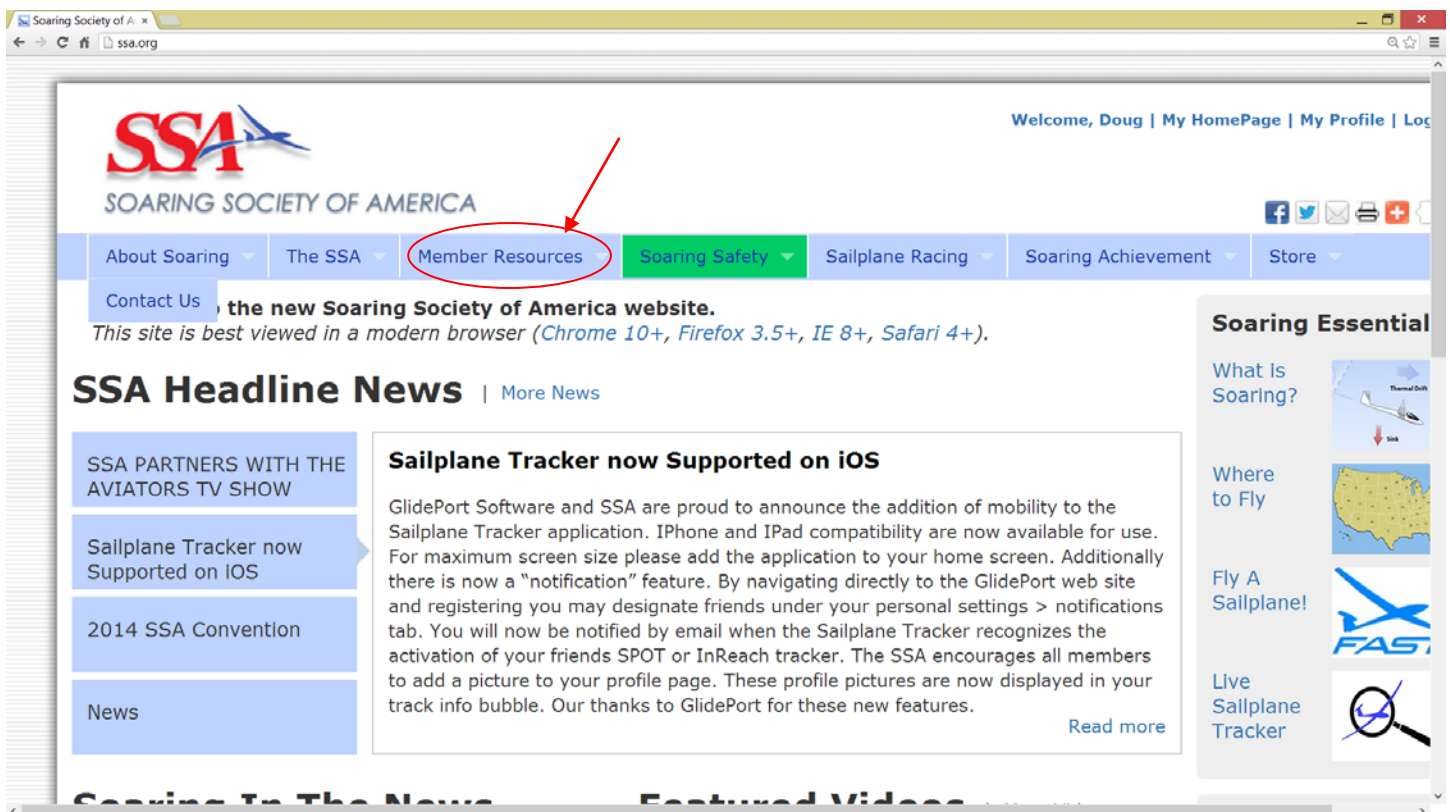 Soaring Society of A
ssa.org
SSA
SOARING SOCIETY OF AMERICA
Welcome, Doug | My HomePage | My Profile | Log
About Soaring
The SSA
Member Resources
Soaring Safety
Sailplane Racing
Soaring Achievement
Store
Contact Us
the new Soaring Society of America website.
This site is best viewed in a modern browser (Chrome 10+, Firefox 3.5+, IE 8+, Safari 4+).
SSA Headline News | More News
SSA PARTNERS WITH THE
AVIATORS TV SHOW
Sailplane Tracker now
Supported on iOS
2014 SSA Convention
News
Sailplane Tracker now Supported on iOS
GlidePort Software and SSA are proud to announce the addition of mobility to the
Sailplane Tracker application. IPhone and IPad compatibility are now available for use.
For maximum screen size please add the application to your home screen. Additionally
there is now a “notification” feature. By navigating directly to the GlidePort web site
and registering you may designate friends under your personal settings > notifications
tab. You will now be notified by email when the Sailplane Tracker recognizes the
activation of your friends SPOT or InReach tracker. The SSA encourages all members
to add a picture to your profile page. These profile pictures are now displayed in your
track info bubble. Our thanks to GlidePort for these new features.
Read more
Soaring Essential
What is
Soaring?
Thermal Drift
Sink
Where
to Fly
Fly A
Sailplane!
FAST
Live
Sailplane
Tracker
Soaring In The News
Featured Videos